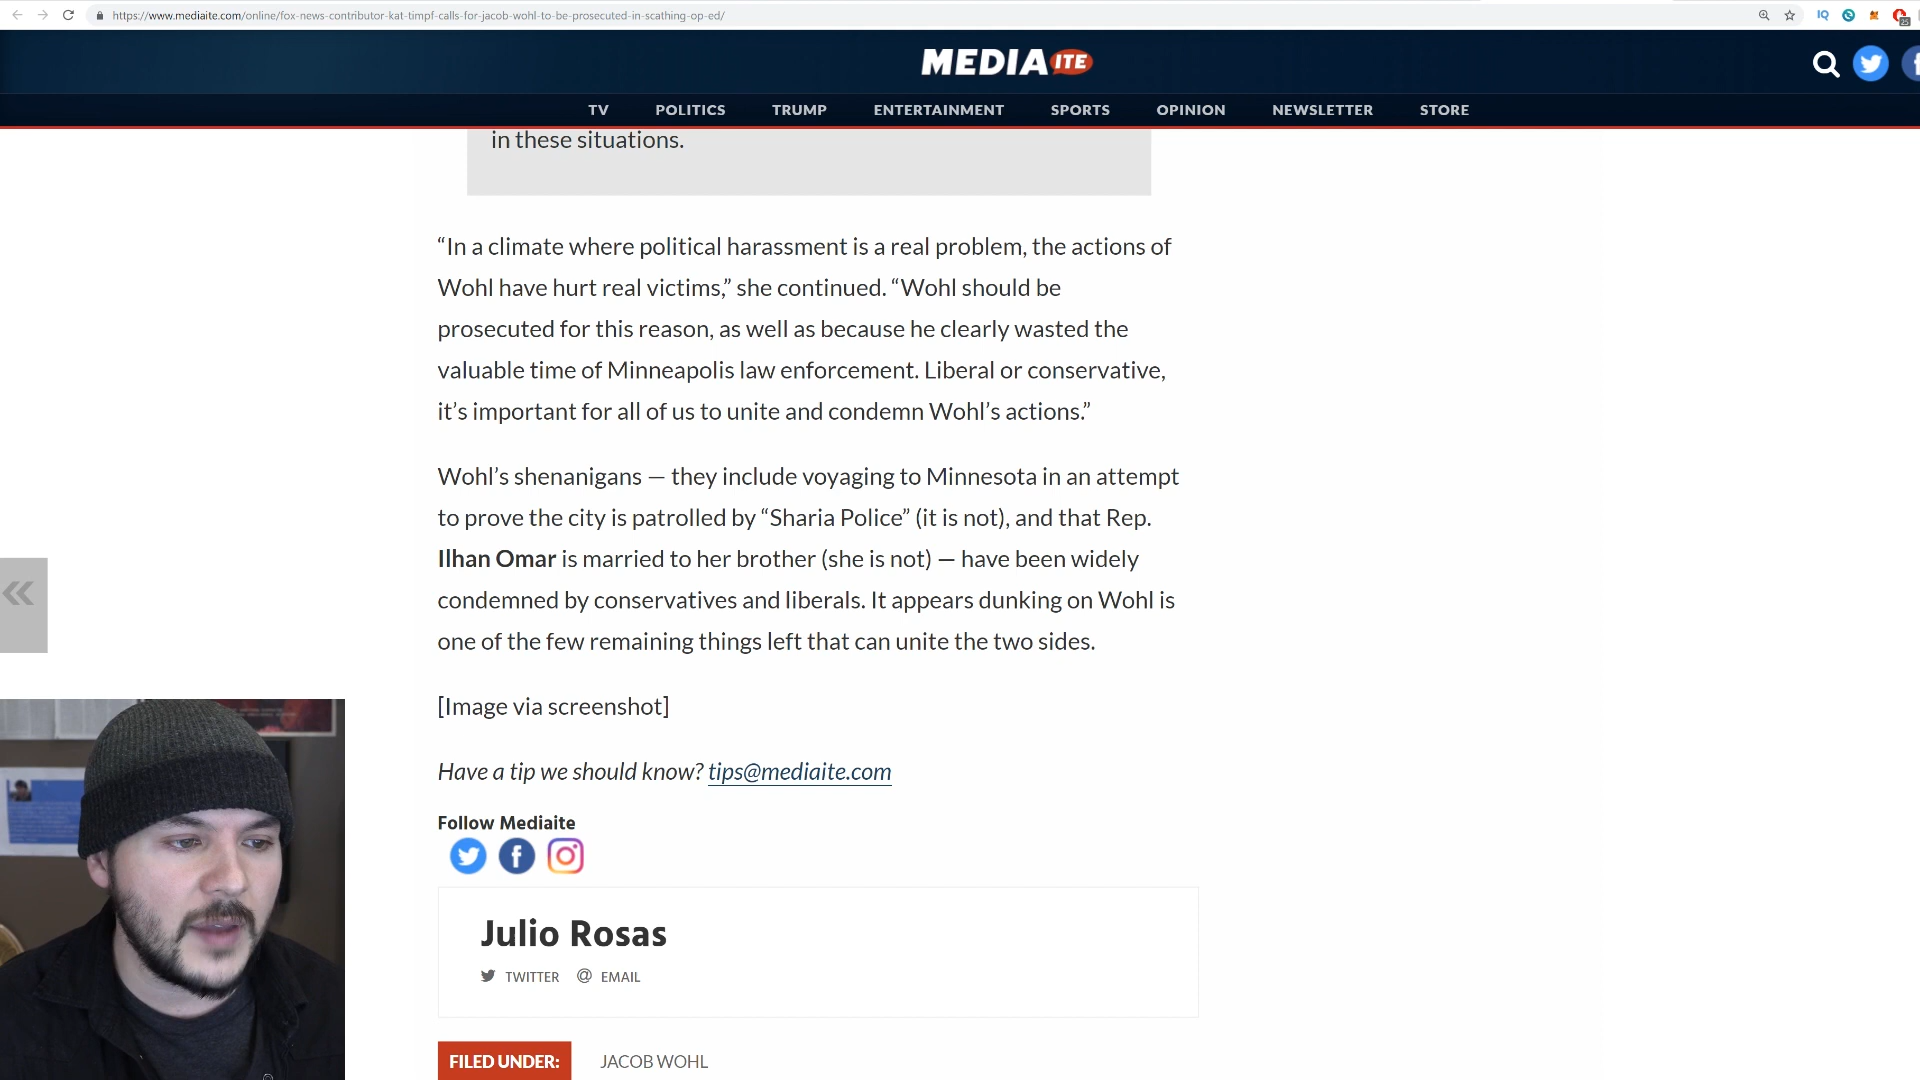 https://www.mediaite.com/online/fox-news-contributor-kat-timpf-calls-for-jacob-wohl-to-be-prosecuted-in-scathing-op-ed/
IQ
25
MEDIAITE
TV POLITICS TRUMP ENTERTAINMENT SPORTS OPINION NEWSLETTER STORE
in these situations.
“In a climate where political harassment is a real problem, the actions of
Wohl have hurt real victims,” she continued. “Wohl should be
prosecuted for this reason, as well as because he clearly wasted the
valuable time of Minneapolis law enforcement. Liberal or conservative,
it’s important for all of us to unite and condemn Wohl’s actions.”
Wohl’s shenanigans — they include voyaging to Minnesota in an attempt
to prove the city is patrolled by “Sharia Police” (it is not), and that Rep.
Ilhan Omar is married to her brother (she is not) — have been widely
condemned by conservatives and liberals. It appears dunking on Wohl is
one of the few remaining things left that can unite the two sides.
[Image via screenshot]
Have a tip we should know? tips@mediaite.com
Follow Mediaite
Julio Rosas
TWITTER @ EMAIL
FILED UNDER: JACOB WOHL